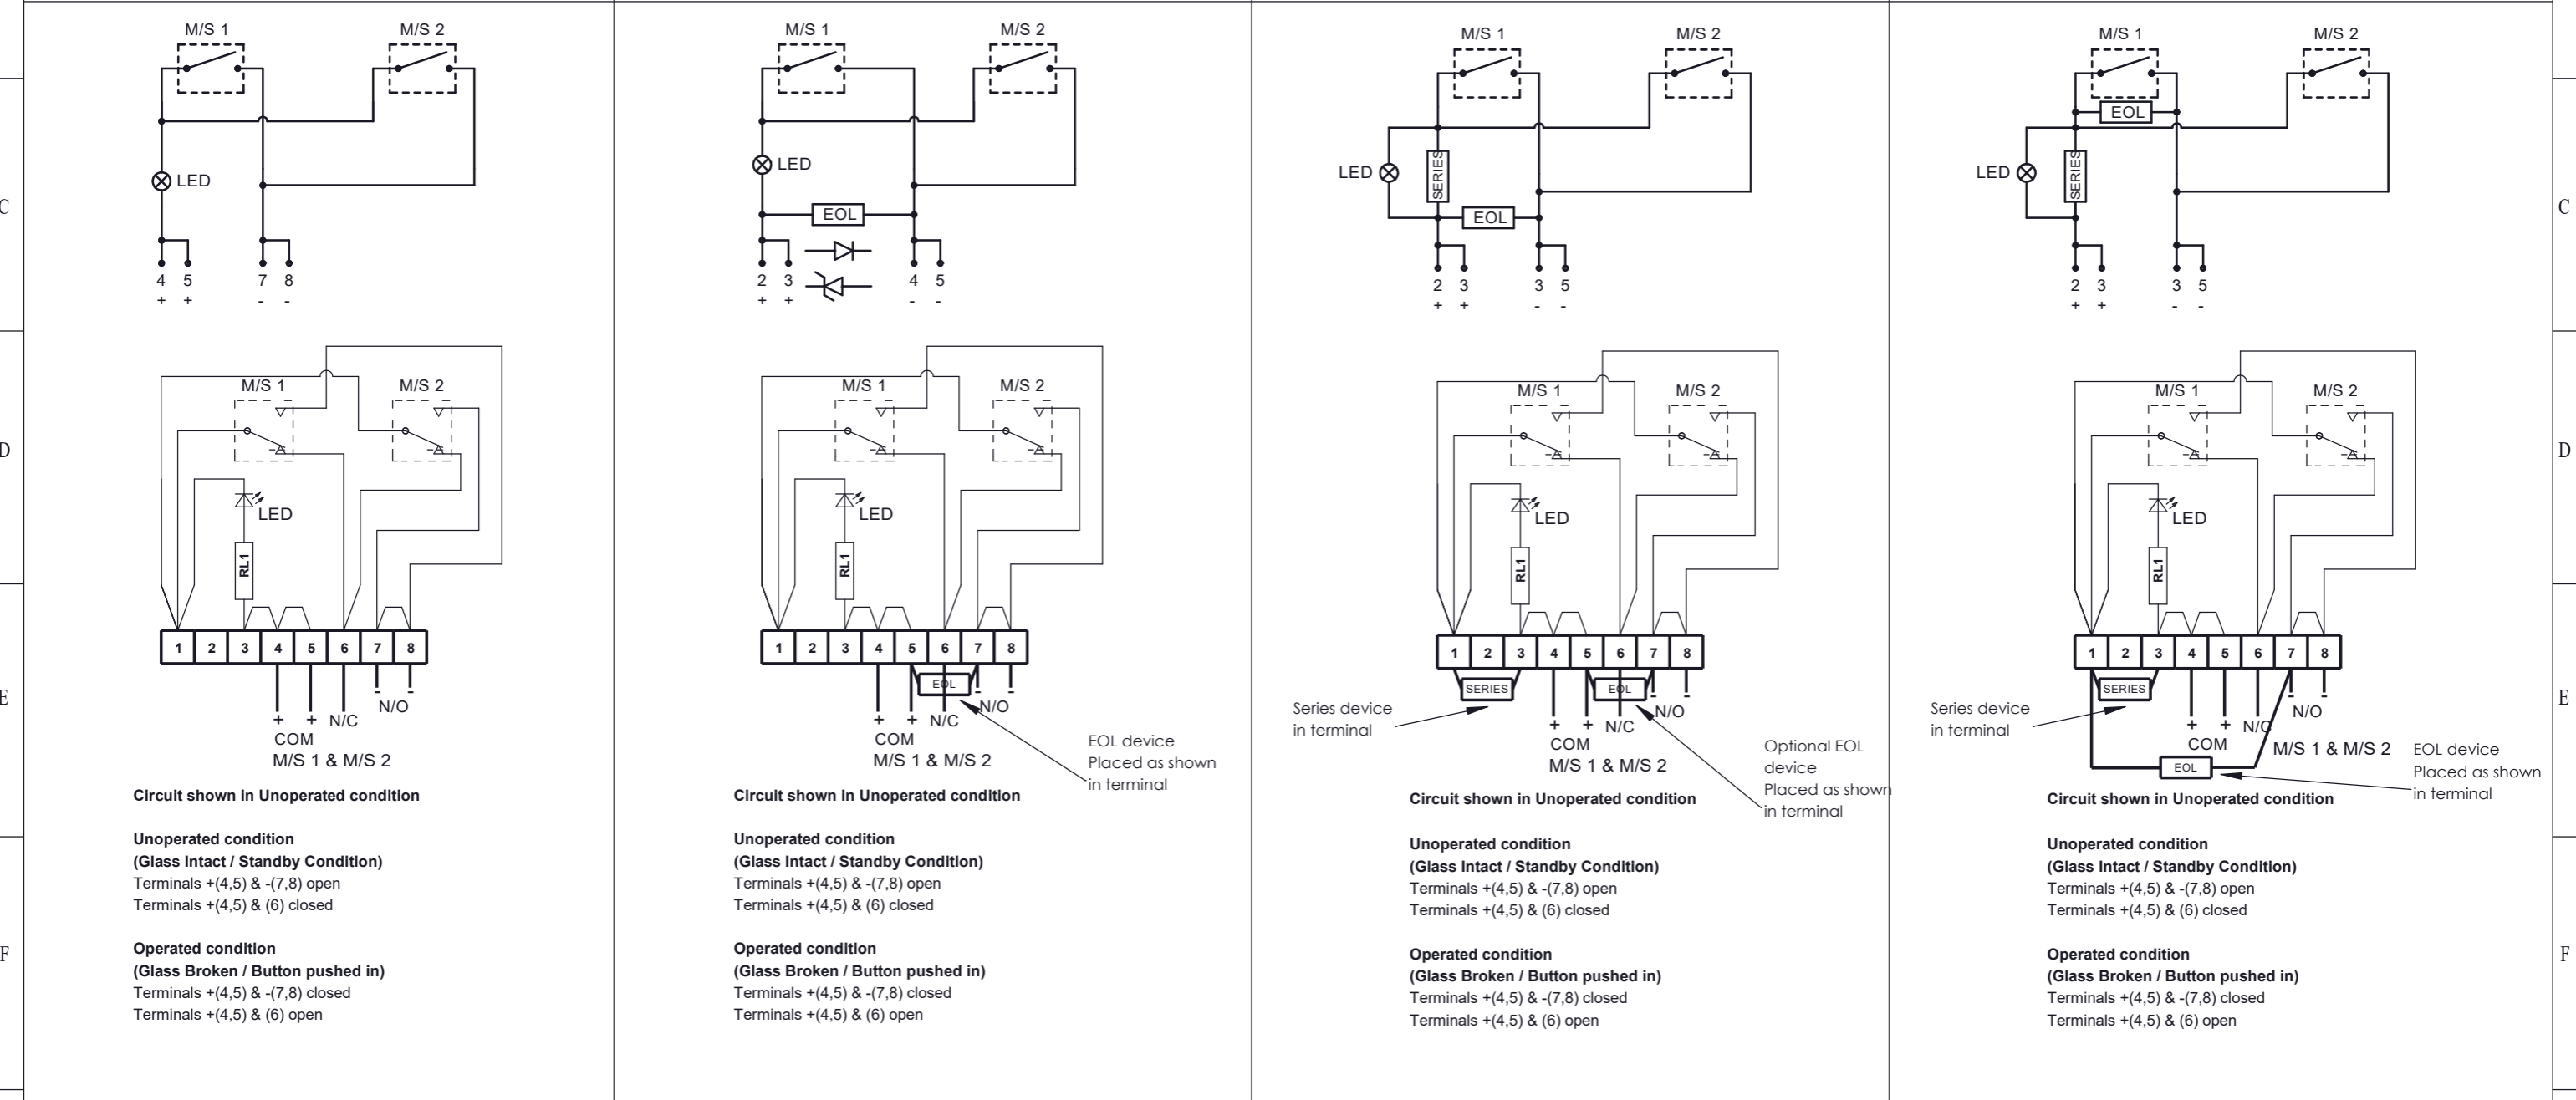 M/S 1 M/S 2
LED
4 5 7 8
+ + - -
M/S 1 M/S 2
LED
RL1
1 2 3 4 5 6 7 8
- -
+ + N/C N/O
COM
M/S 1 & M/S 2
Circuit shown in Unoperated condition
Unoperated condition
(Glass Intact / Standby Condition)
Terminals +(4,5) & -(7,8) open
Terminals +(4,5) & (6) closed
Operated condition
(Glass Broken / Button pushed in)
Terminals +(4,5) & -(7,8) closed
Terminals +(4,5) & (6) open
M/S 1 M/S 2
LED
EOL
2 3 4 5
+ + - -
M/S 1 M/S 2
LED
RL1
1 2 3 4 5 6 7 8
EOL - -
+ + N/C N/O
COM
M/S 1 & M/S 2
EOL device
Placed as shown
in terminal
Circuit shown in Unoperated condition
Unoperated condition
(Glass Intact / Standby Condition)
Terminals +(4,5) & -(7,8) open
Terminals +(4,5) & (6) closed
Operated condition
(Glass Broken / Button pushed in)
Terminals +(4,5) & -(7,8) closed
Terminals +(4,5) & (6) open
M/S 1 M/S 2
LED SERIES
EOL
2 3 3 5
+ + - -
M/S 1 M/S 2
LED
RL1
1 2 3 4 5 6 7 8
SERIES EOL - -
Series device
in terminal
+ + N/C N/O
COM
M/S 1 & M/S 2
Optional EOL
device
Placed as shown
in terminal
Circuit shown in Unoperated condition
Unoperated condition
(Glass Intact / Standby Condition)
Terminals +(4,5) & -(7,8) open
Terminals +(4,5) & (6) closed
Operated condition
(Glass Broken / Button pushed in)
Terminals +(4,5) & -(7,8) closed
Terminals +(4,5) & (6) open
M/S 1 M/S 2
EOL
LED SERIES
2 3 3 5
+ + - -
M/S 1 M/S 2
LED
RL1
1 2 3 4 5 6 7 8
SERIES - -
Series device
in terminal
+ + N/C N/O
COM
M/S 1 & M/S 2
EOL
EOL device
Placed as shown
in terminal
Circuit shown in Unoperated condition
Unoperated condition
(Glass Intact / Standby Condition)
Terminals +(4,5) & -(7,8) open
Terminals +(4,5) & (6) closed
Operated condition
(Glass Broken / Button pushed in)
Terminals +(4,5) & -(7,8) closed
Terminals +(4,5) & (6) open
C C
D D
E E
F F